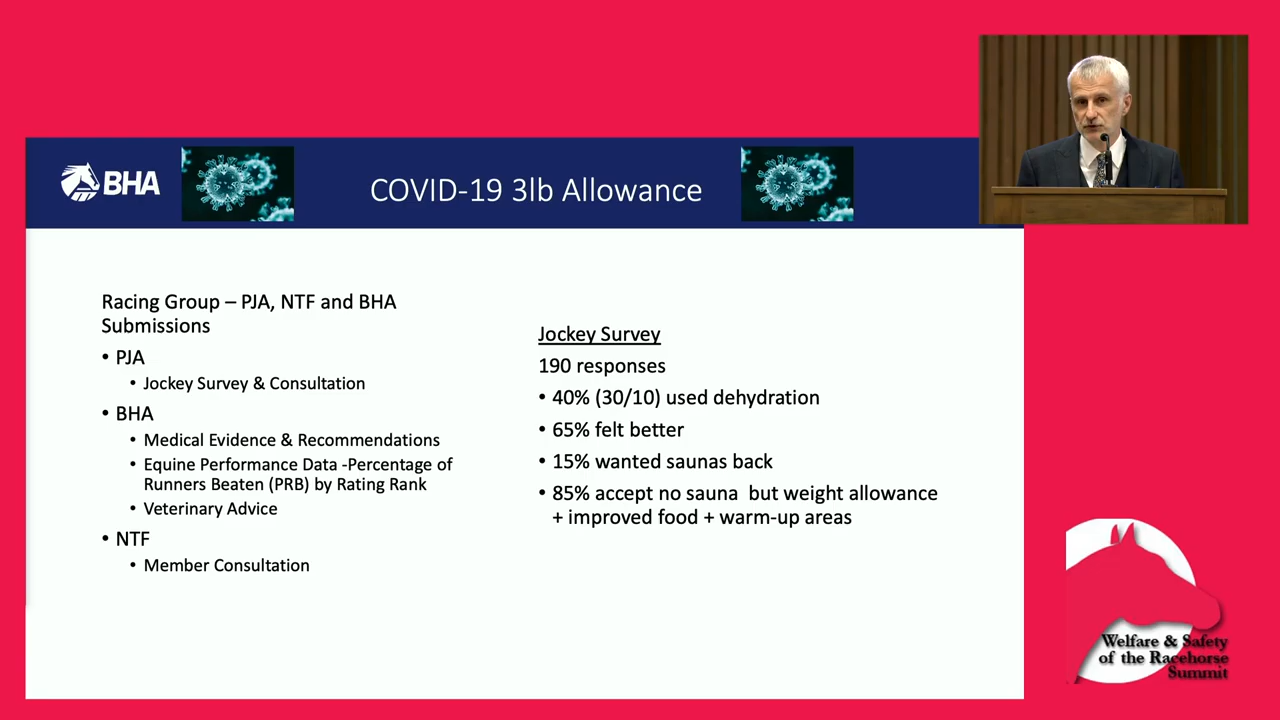 BHA
COVID-19 3lb Allowance
Racing Group – PJA, NTF and BHA
Submissions
• PJA
• Jockey Survey & Consultation
• BHA
• Medical Evidence & Recommendations
• Equine Performance Data -Percentage of
Runners Beaten (PRB) by Rating Rank
• Veterinary Advice
• NTF
• Member Consultation
Jockey Survey
190 responses
• 40% (30/10) used dehydration
• 65% felt better
• 15% wanted saunas back
• 85% accept no sauna but weight allowance
+ improved food + warm-up areas
Welfare & Safety
of the Racehorse
Summit